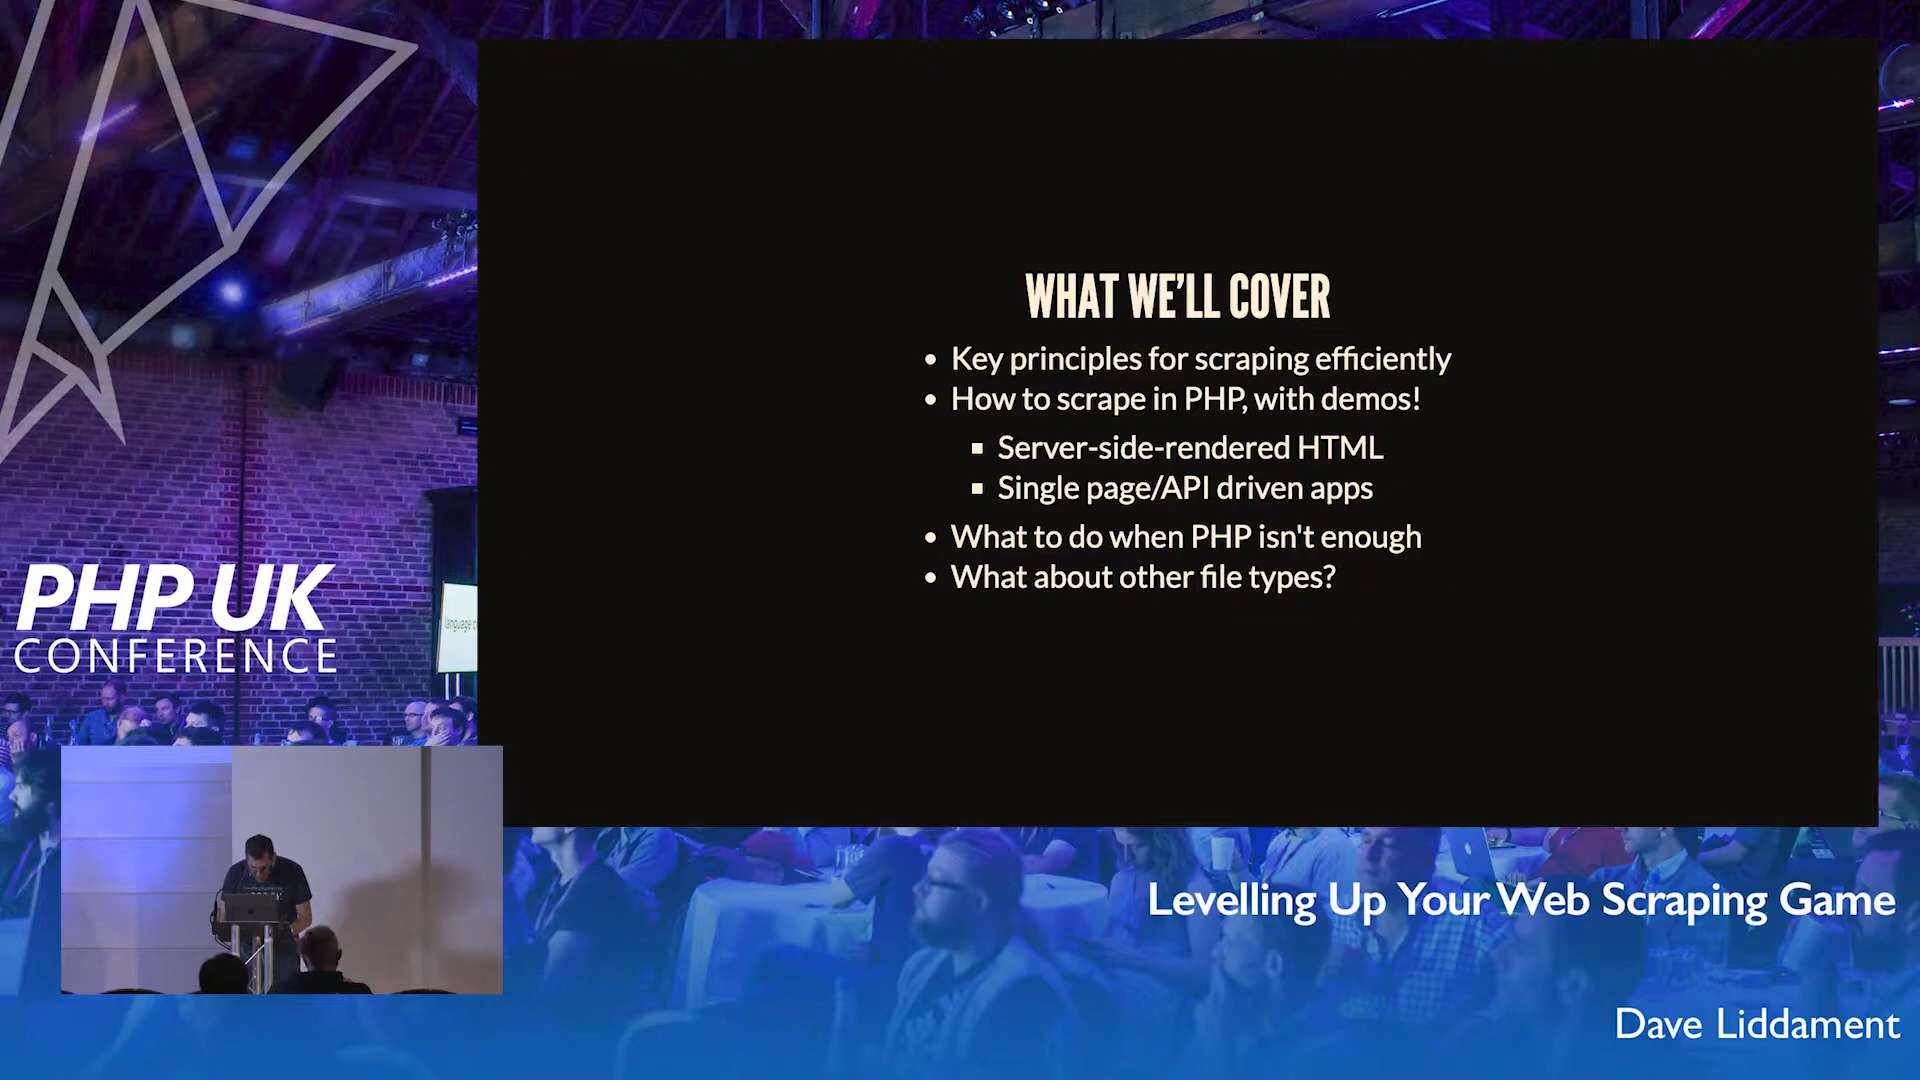 WHAT WE'LL COVER
Key principles for scraping efficiently
How to scrape in PHP, with demos!
Server-side-rendered HTML
Single page/API driven apps
What to do when PHP isn't enough
What about other file types?
PHP UK
CONFERENCE
language
Levelling Up Your Web Scraping Game
Dave Liddament